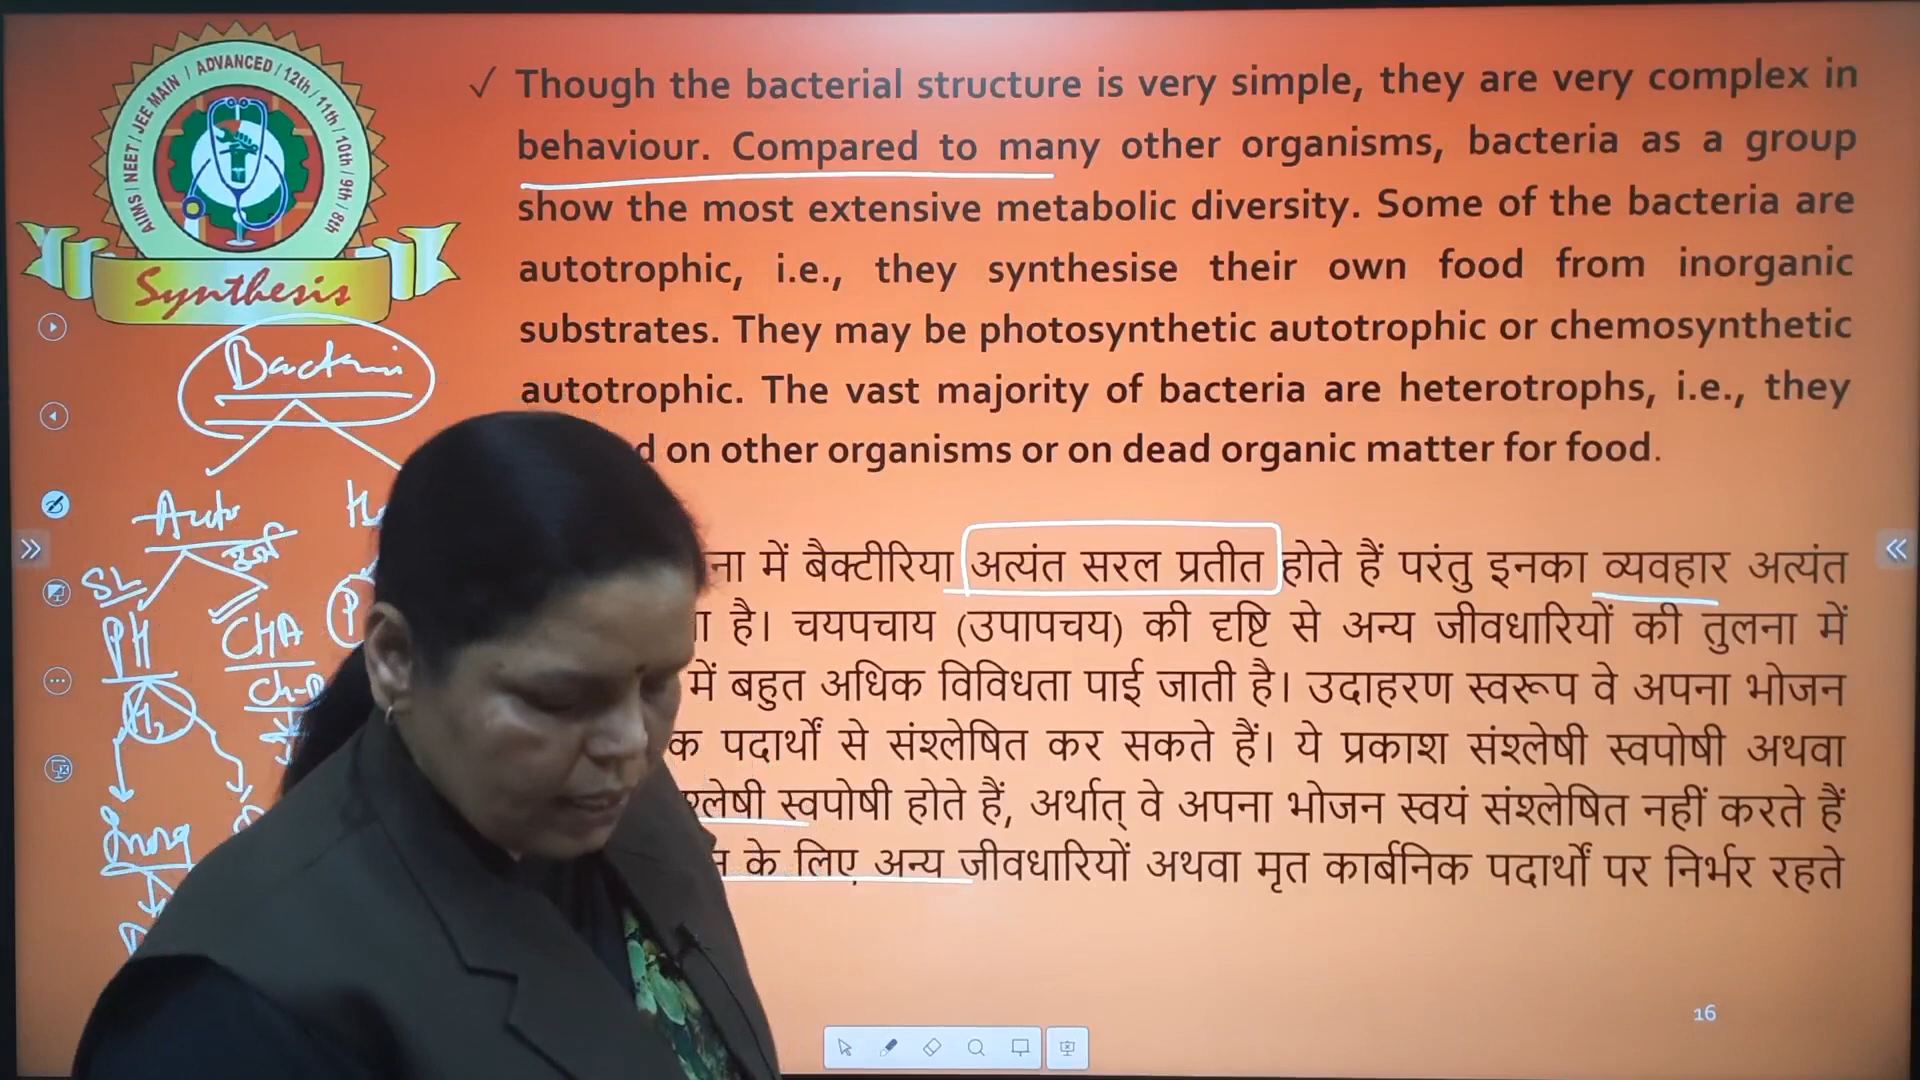 AIIMS / NEET / JEE MAIN / ADVANCED / 12th / 11th / 10th / 9th / 8th
Synthesis
✓ Though the bacterial structure is very simple, they are very complex in
behaviour. Compared to many other organisms, bacteria as a group
show the most extensive metabolic diversity. Some of the bacteria are
autotrophic, i.e., they synthesise their own food from inorganic
substrates. They may be photosynthetic autotrophic or chemosynthetic
autotrophic. The vast majority of bacteria are heterotrophs, i.e., they
on other organisms or on dead organic matter for food.
में बैक्टीरिया अत्यंत सरल प्रतीत होते हैं परंतु इनका व्यवहार अत्यंत
है। चयपचाय (उपापचय) की दृष्टि से अन्य जीवधारियों की तुलना में
में बहुत अधिक विविधता पाई जाती है। उदाहरण स्वरूप वे अपना भोजन
पदार्थों से संश्लेषित कर सकते हैं। ये प्रकाश संश्लेषी स्वपोषी अथवा
स्वपोषी होते हैं, अर्थात् वे अपना भोजन स्वयं संश्लेषित नहीं करते हैं
के लिए अन्य जीवधारियों अथवा मृत कार्बनिक पदार्थों पर निर्भर रहते
Bacteria
Auto
SL
PH
CHA
Inorg
16